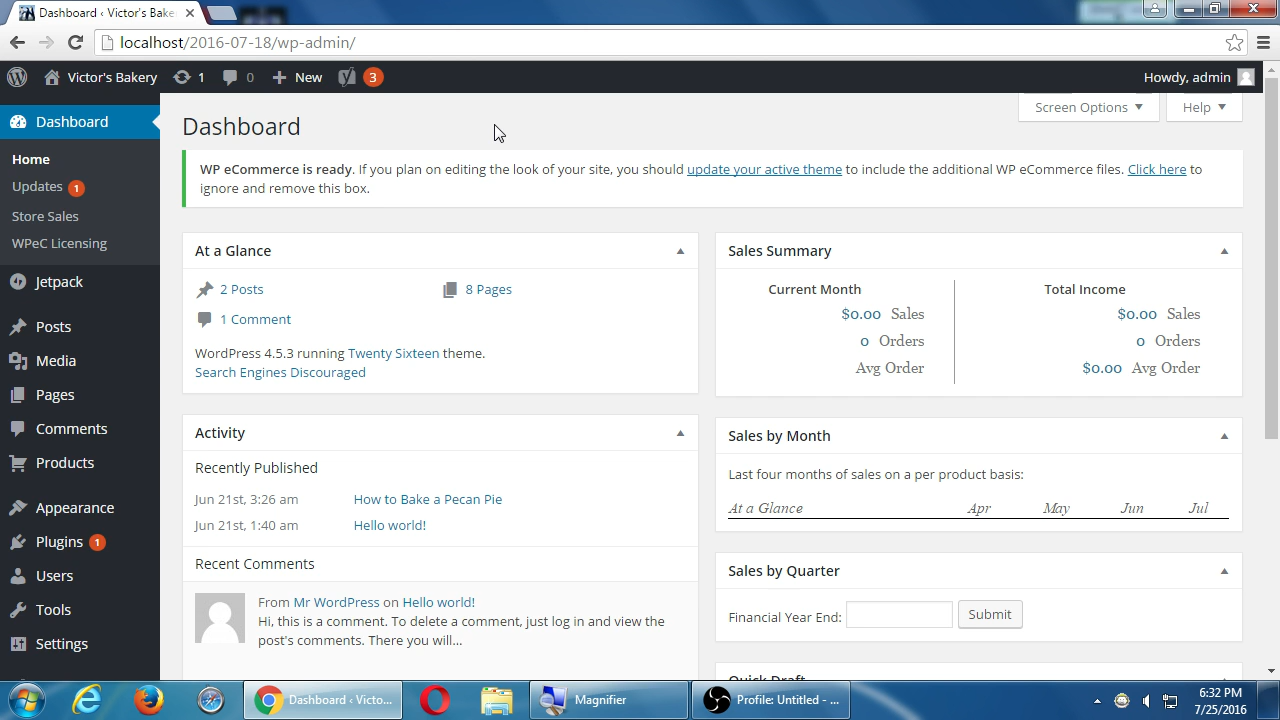 Dashboard ‹ Victor's Bake
localhost/2016-07-18/wp-admin/
Victor's Bakery 1 0 New 3 Howdy, admin
Dashboard
Home
Updates 1
Store Sales
WPeC Licensing
Jetpack
Posts
Media
Pages
Comments
Products
Appearance
Plugins 1
Users
Tools
Settings
Screen Options Help
Dashboard
WP eCommerce is ready. If you plan on editing the look of your site, you should update your active theme to include the additional WP eCommerce files. Click here to
ignore and remove this box.
At a Glance
2 Posts 8 Pages
1 Comment
WordPress 4.5.3 running Twenty Sixteen theme.
Search Engines Discouraged
Activity
Recently Published
Jun 21st, 3:26 am How to Bake a Pecan Pie
Jun 21st, 1:40 am Hello world!
Recent Comments
From Mr WordPress on Hello world!
Hi, this is a comment. To delete a comment, just log in and view the
post's comments. There you will...
Sales Summary
Current Month Total Income
$0.00 Sales $0.00 Sales
0 Orders 0 Orders
Avg Order $0.00 Avg Order
Sales by Month
Last four months of sales on a per product basis:
At a Glance Apr May Jun Jul
Sales by Quarter
Financial Year End: Submit
Quick Draft
Dashboard ‹ Victo... Magnifier Profile: Untitled - ...
6:32 PM
7/25/2016